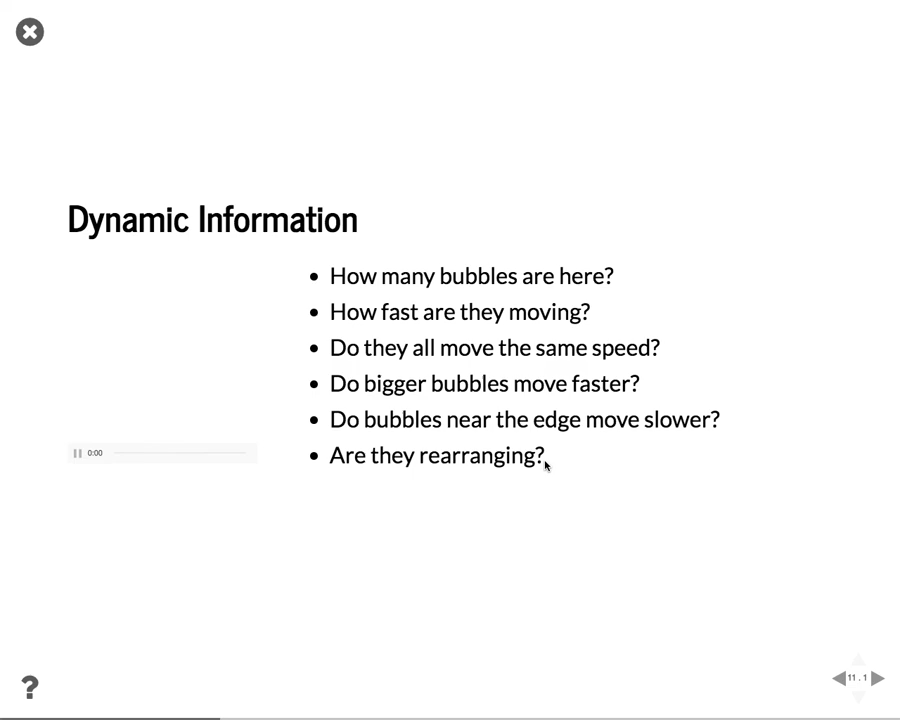 Dynamic Information
How many bubbles are here?
How fast are they moving?
Do they all move the same speed?
Do bigger bubbles move faster?
Do bubbles near the edge move slower?
Are they rearranging?
0:00
?
11 . 1